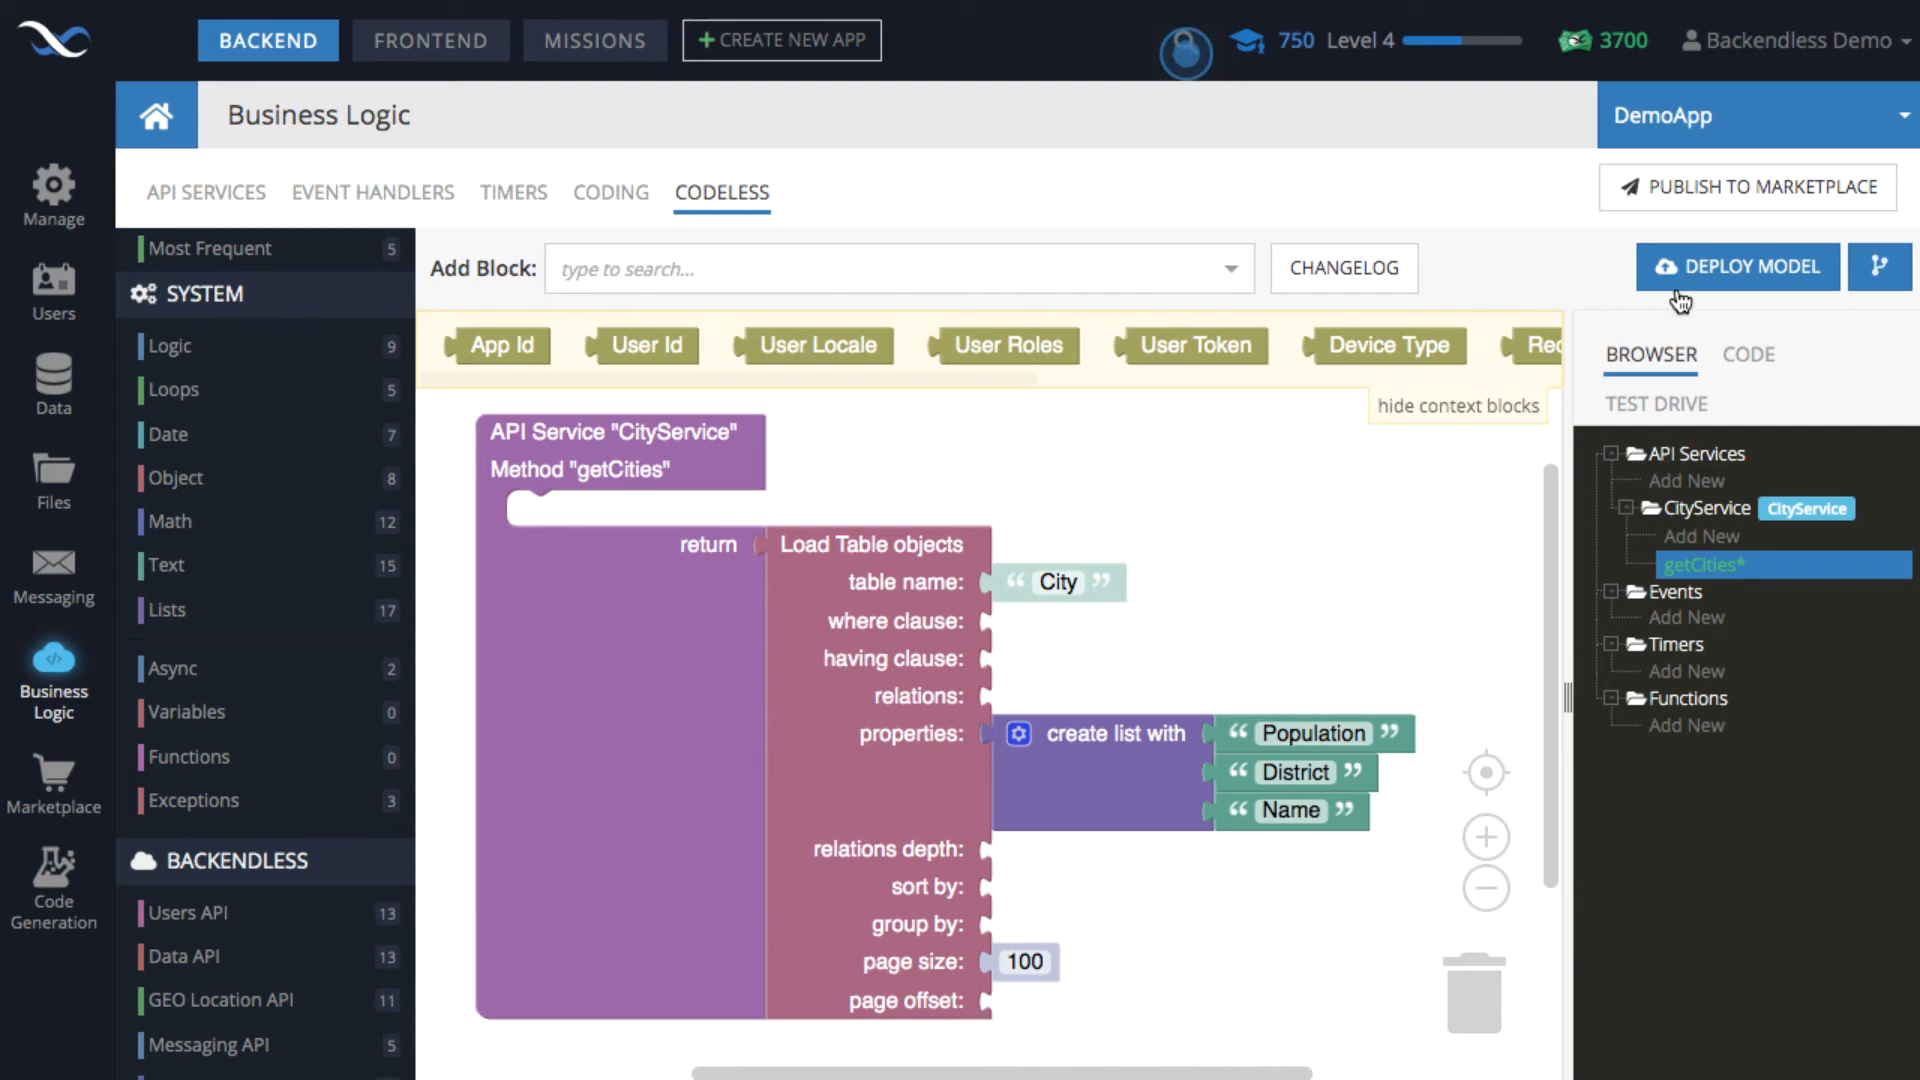 BACKEND
FRONTEND
MISSIONS
+ CREATE NEW APP
750 Level 4
3700
Backendless Demo
Business Logic
DemoApp
API SERVICES
EVENT HANDLERS
TIMERS
CODING
CODELESS
PUBLISH TO MARKETPLACE
Manage
Users
Data
Files
Messaging
Business
Logic
Marketplace
Code
Generation
Most Frequent 5
SYSTEM
Logic 9
Loops 5
Date 7
Object 8
Math 12
Text 15
Lists 17
Async 2
Variables 0
Functions 0
Exceptions 3
BACKENDLESS
Users API 13
Data API 13
GEO Location API 11
Messaging API 5
Add Block:
type to search...
CHANGELOG
DEPLOY MODEL
App Id
User Id
User Locale
User Roles
User Token
Device Type
hide context blocks
API Service "CityService"
Method "getCities"
return
Load Table objects
table name:
“ City ”
where clause:
having clause:
relations:
properties:
create list with
“ Population ”
“ District ”
“ Name ”
relations depth:
sort by:
group by:
page size:
100
page offset:
BROWSER
CODE
TEST DRIVE
API Services
Add New
CityService CityService
Add New
getCities*
Events
Add New
Timers
Add New
Functions
Add New